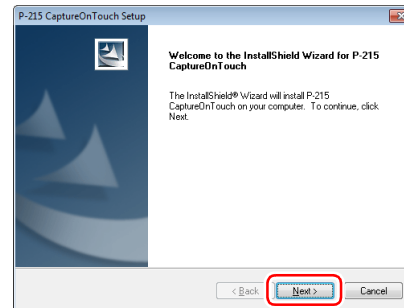 P-215 CaptureOnTouch Setup
Welcome to the InstallShield Wizard for P-215
CaptureOnTouch
The InstallShield® Wizard will install P-215
CaptureOnTouch on your computer. To continue, click
Next.
< Back
Next >
Cancel